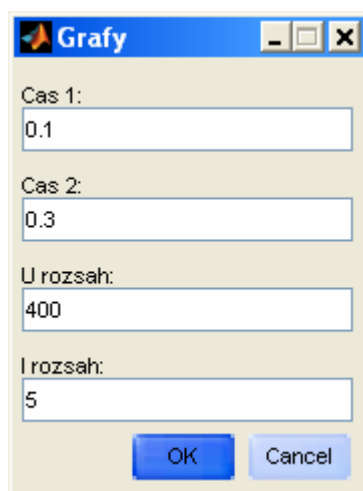 Grafy
Cas 1:
0.1
Cas 2:
0.3
U rozsah:
400
I rozsah:
5
OK Cancel